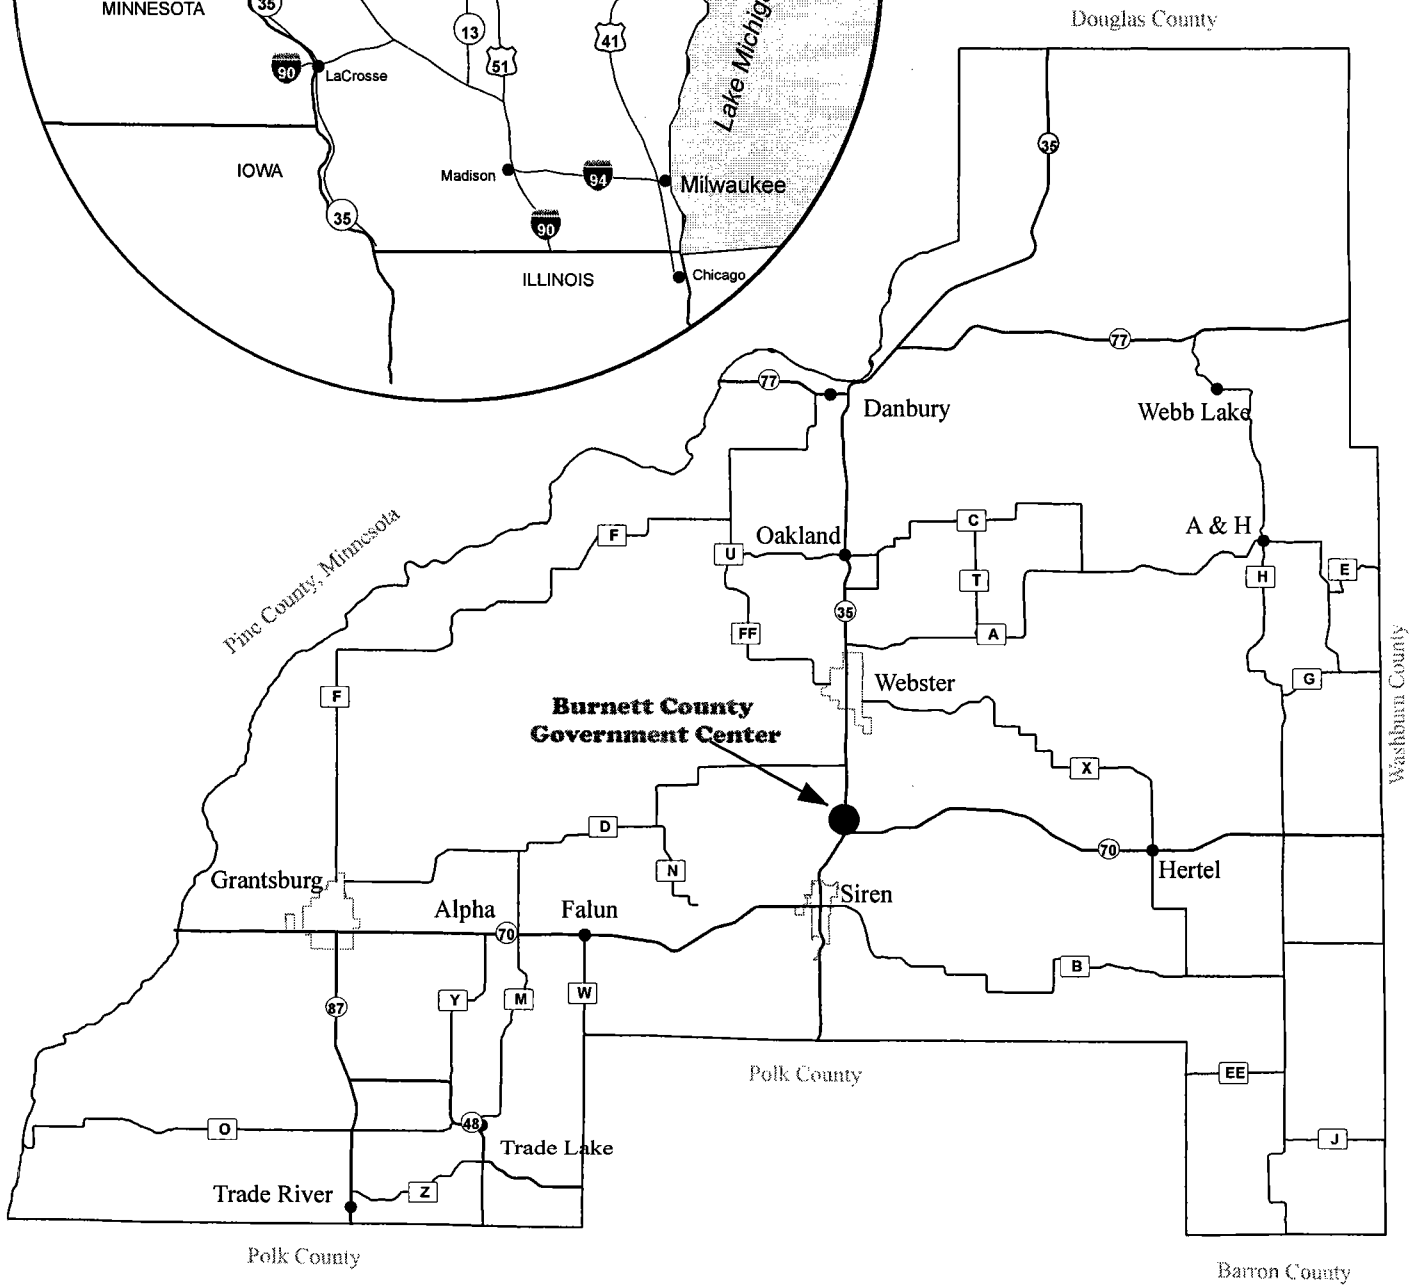 MINNESOTA
35
13
41
Lake Michig
51
90
LaCrosse
IOWA
Madison
94
Milwaukee
35
90
ILLINOIS
Chicago
Douglas County
35
77
77
Danbury
Webb Lake
Pine County, Minnesota
F
Oakland
C
A & H
U
T
H
E
35
FF
A
F
Webster
G
Washburn County
Burnett County
Government Center
X
D
N
70
Hertel
Grantsburg
Siren
Alpha
Falun
70
B
Y
M
W
87
Polk County
EE
O
48
J
Trade Lake
Z
Trade River
Polk County
Barron County